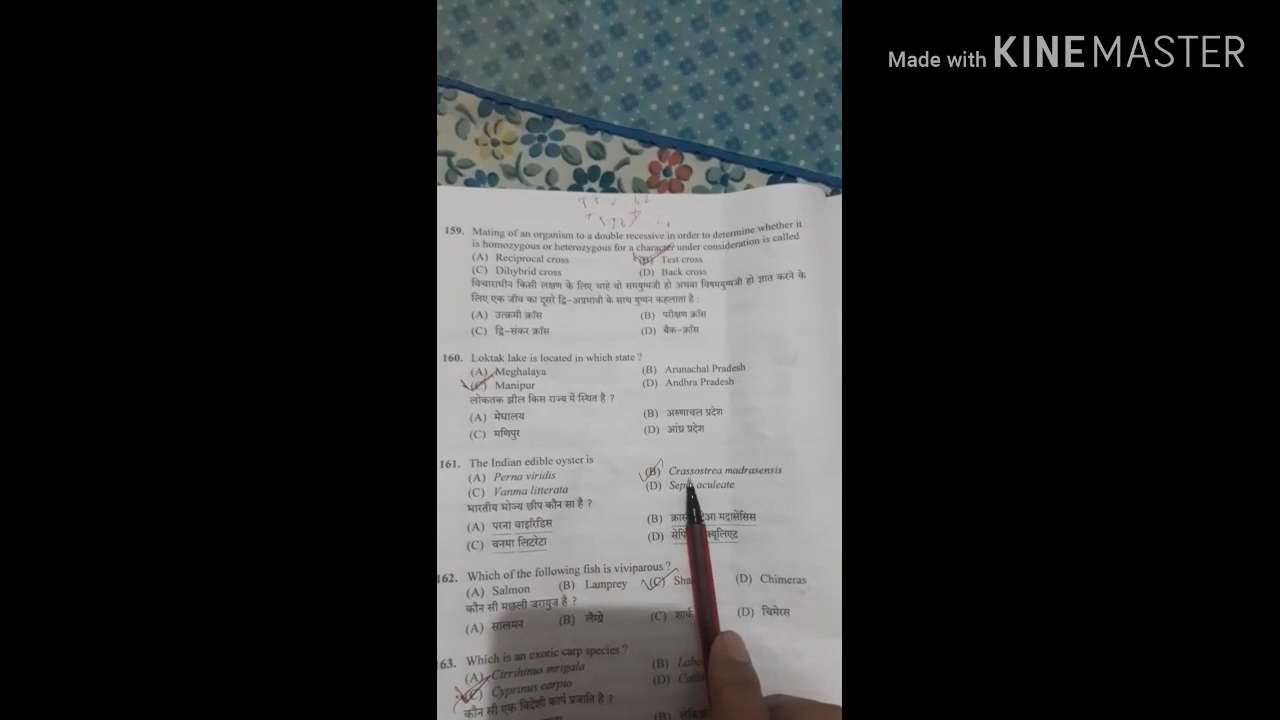 Made with KINEMASTER
159. Mating of an organism to a double recessive in order to determine whether it
is homozygous or heterozygous for a character under consideration is called
(A) Reciprocal cross (B) Test cross
(C) Dihybrid cross (D) Back cross
विचाराधीन किसी लक्षण के लिए चाहे वो समयुग्मजी हो अथवा विषमयुग्मजी हो ज्ञात करने के
लिए एक जीव का दूसरे द्वि-अप्रभावी के साथ युग्मन कहलाता है :
(A) उत्क्रमी क्रॉस (B) परीक्षण क्रॉस
(C) द्वि-संकर क्रॉस (D) बैक-क्रॉस
160. Loktak lake is located in which state ?
(A) Meghalaya (B) Arunachal Pradesh
(C) Manipur (D) Andhra Pradesh
लोकतक झील किस राज्य में स्थित है ?
(A) मेघालय (B) अरुणाचल प्रदेश
(C) मणिपुर (D) आंध्र प्रदेश
161. The Indian edible oyster is
(A) Perna viridis (B) Crassostrea madrasensis
(C) Vanma litterata (D) aculeate
भारतीय भोज्य छीप कौन सा है ?
(A) परना वाइरिडिस (B) मद्रासेंसिस
(C) वनमा लिटरेटा (D)
162. Which of the following fish is viviparous ?
(A) Salmon (B) Lamprey (C) (D) Chimeras
कौन सी मछली जरायुज है ?
(A) सालमन (B) लैम्प्रे (C) शार्क (D) चिमेरस
163. Which is an exotic carp species ?
(A) Cirrihinus mrigala (B)
(C) Cyprinus carpio (D)
कौन सी एक विदेशी कार्प प्रजाति है ?